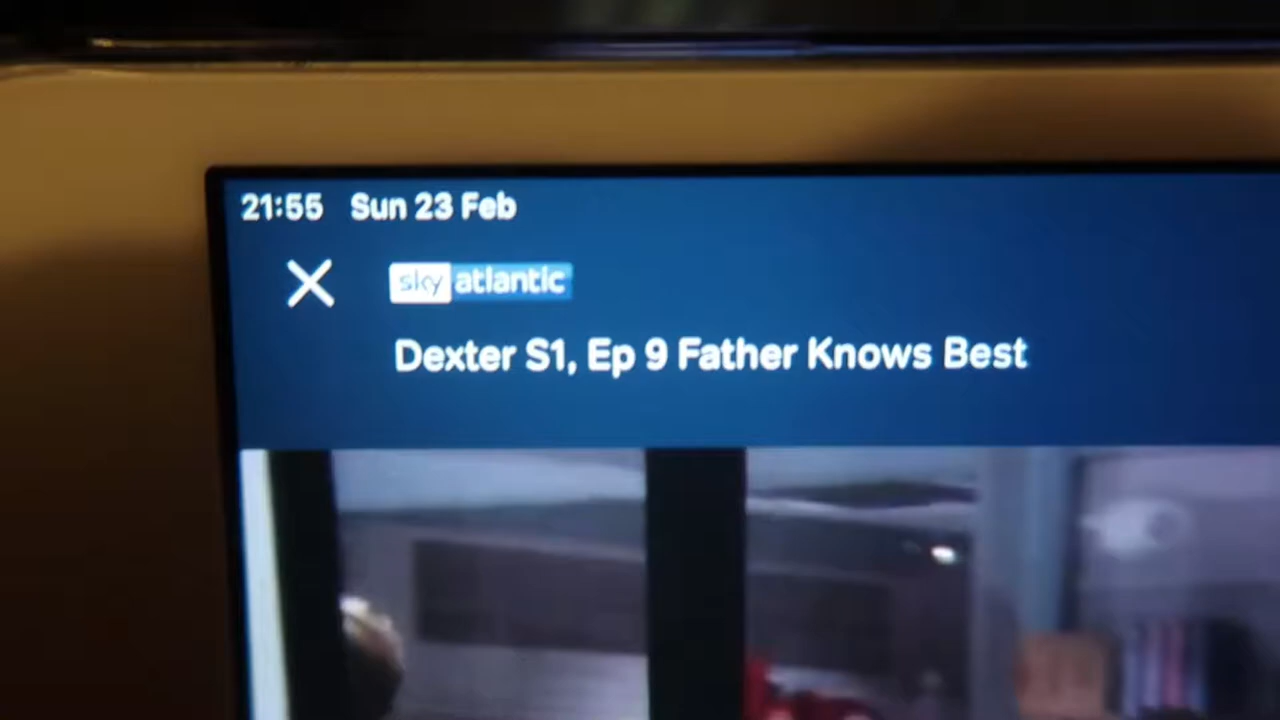 21:55 Sun 23 Feb
sky atlantic
Dexter S1, Ep 9 Father Knows Best